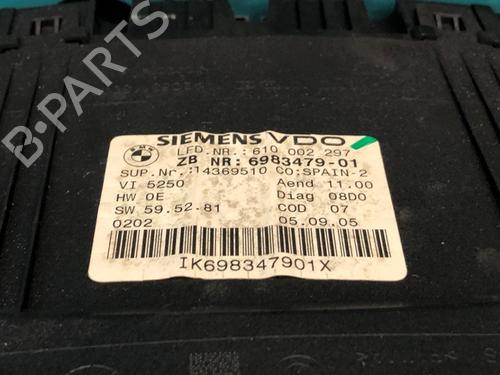 B-PARTS
SIEMENS VDO
LFD.NR.:610 002 297
ZB NR: 6983479-01
SUP.Nr.:14369510 CO:SPAIN-2
VI 5250 Aend 11.00
HW 0E Diag 08D0
SW 59.52.81 COD 07
0202 05.09.05
IK698347901X